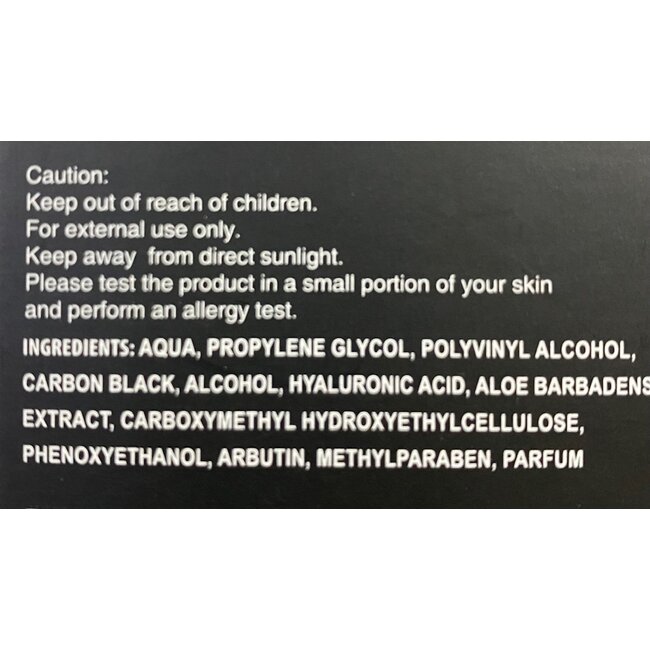 Caution:
Keep out of reach of children.
For external use only.
Keep away from direct sunlight.
Please test the product in a small portion of your skin
and perform an allergy test.
INGREDIENTS: AQUA, PROPYLENE GLYCOL, POLYVINYL ALCOHOL,
CARBON BLACK, ALCOHOL, HYALURONIC ACID, ALOE BARBADENS
EXTRACT, CARBOXYMETHYL HYDROXYETHYLCELLULOSE,
PHENOXYETHANOL, ARBUTIN, METHYLPARABEN, PARFUM